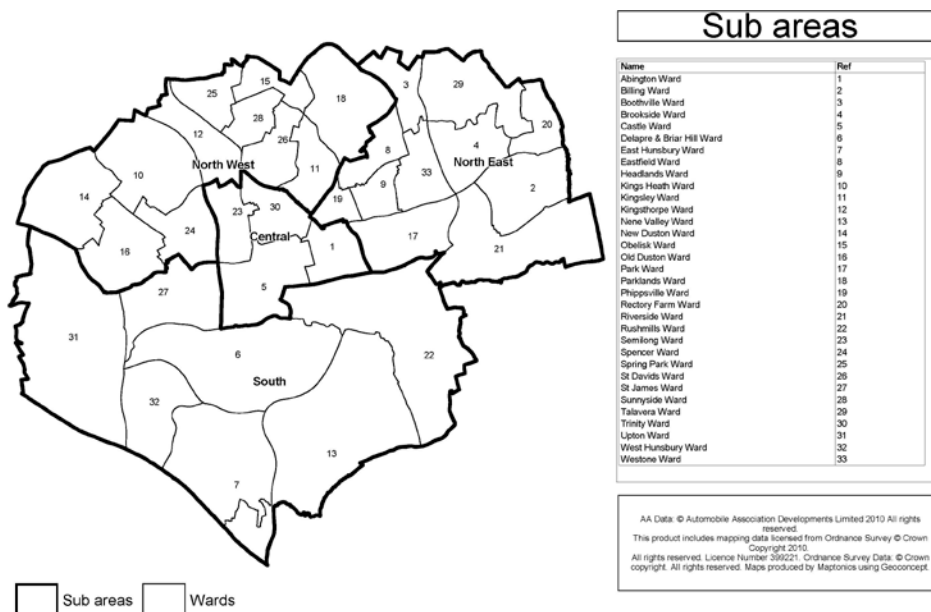 Sub areas
Name Ref
Abington Ward 1
Billing Ward 2
Boothville Ward 3
Brookside Ward 4
Castle Ward 5
Delapre & Briar Hill Ward 6
East Hunsbury Ward 7
Eastfield Ward 8
Headlands Ward 9
Kings Heath Ward 10
Kingsley Ward 11
Kingsthorpe Ward 12
Nene Valley Ward 13
New Duston Ward 14
Obelisk Ward 15
Old Duston Ward 16
Park Ward 17
Parklands Ward 18
Phippsville Ward 19
Rectory Farm Ward 20
Riverside Ward 21
Rushmills Ward 22
Semilong Ward 23
Spencer Ward 24
Spring Park Ward 25
St Davids Ward 26
St James Ward 27
Sunnyside Ward 28
Talavera Ward 29
Trinity Ward 30
Upton Ward 31
West Hunsbury Ward 32
Westone Ward 33
AA Data: © Automobile Association Developments Limited 2010 All rights
reserved.
This product includes mapping data licensed from Ordnance Survey © Crown
Copyright 2010.
All rights reserved. Licence Number 399221. Ordnance Survey Data: © Crown
copyright. All rights reserved. Maps produced by Maptonics using Geoconcept.
15
3
29
25
18
28
20
12
26
4
8
North West
North East
10
11
33
9
2
14
19
23
30
24
Central
17
1
16
21
27
5
31
6
22
South
32
13
7
Sub areas
Wards